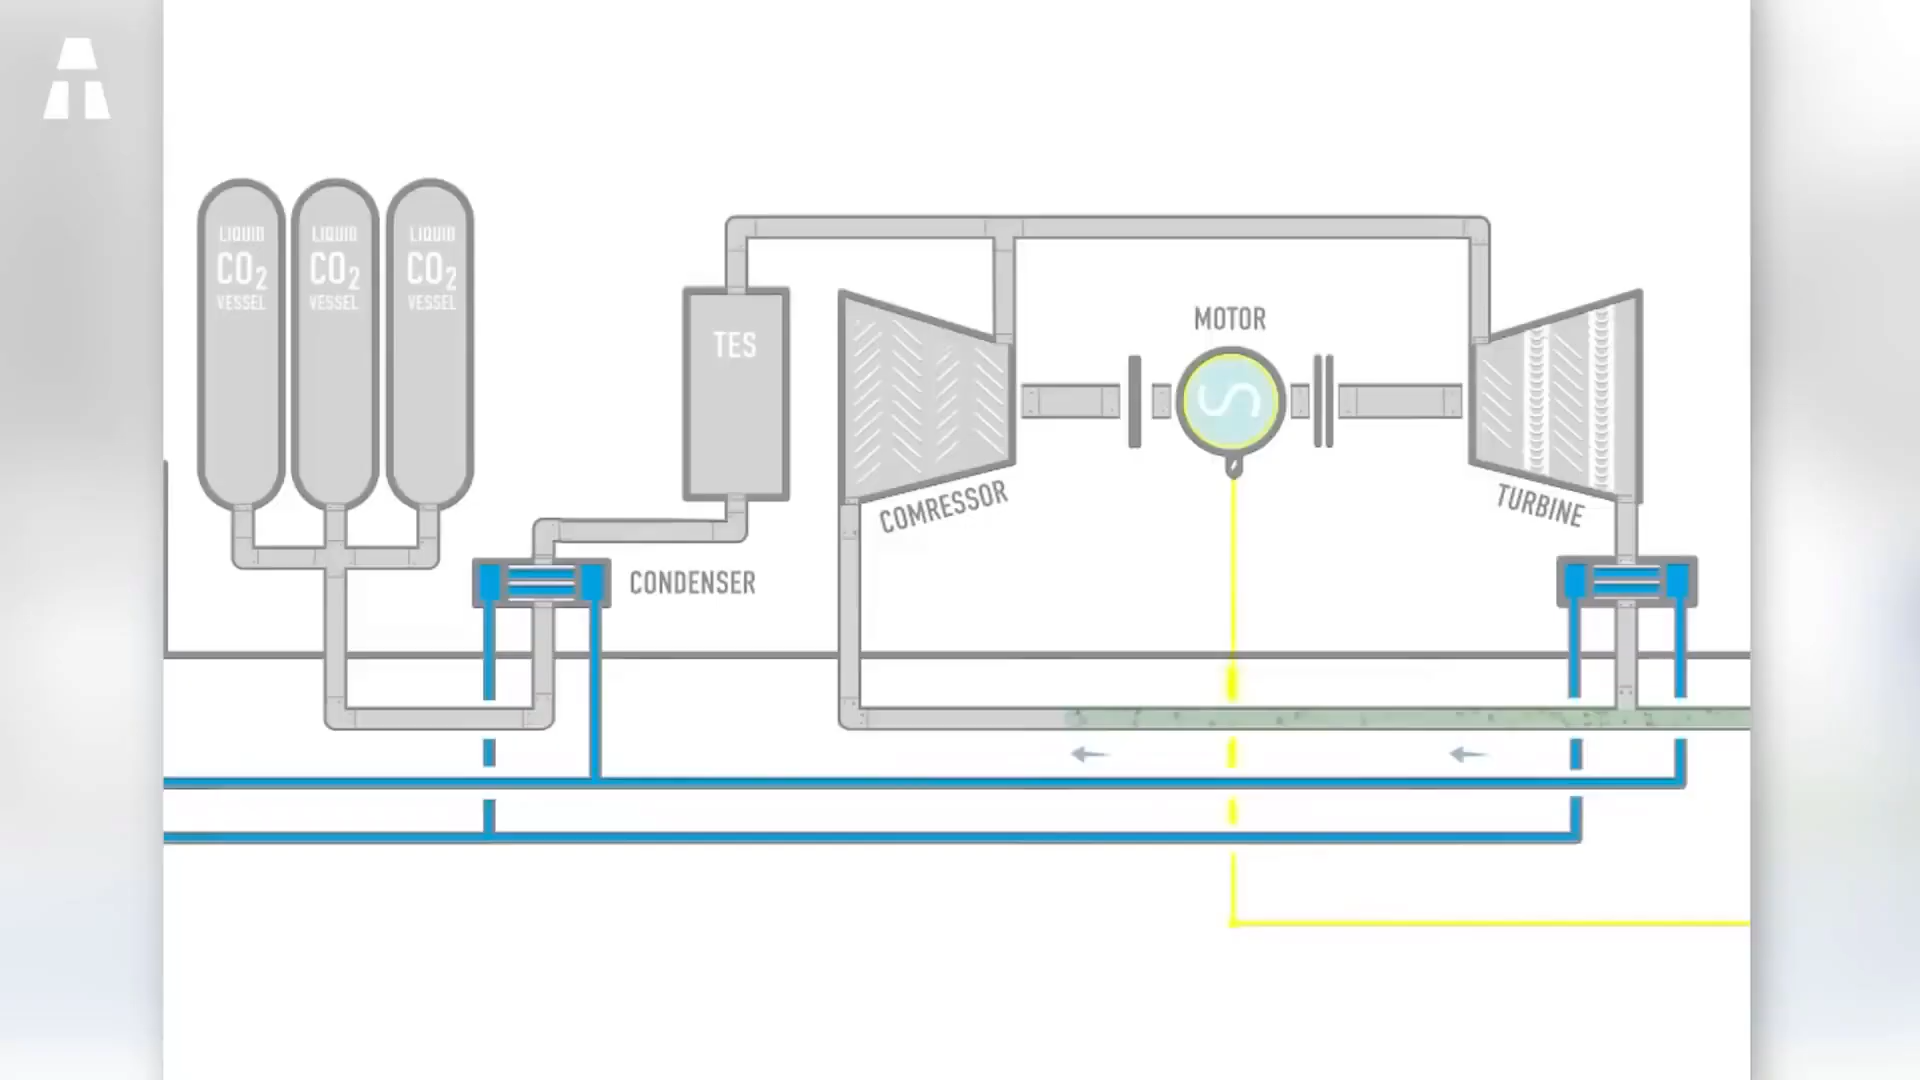 LIQUID
CO2
VESSEL
LIQUID
CO2
VESSEL
LIQUID
CO2
VESSEL
TES
MOTOR
COMRESSOR
TURBINE
CONDENSER